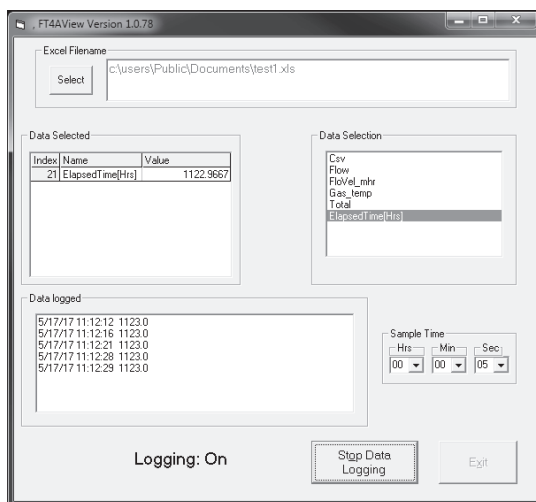 , FT4AView Version 1.0.78
Excel Filename
Select
c:\users\Public\Documents\test1.xls
Data Selected
Index Name Value
21 ElapsedTime[Hrs] 1122.9667
Data Selection
Csv
Flow
FloVel_mhr
Gas_temp
Total
ElapsedTime[Hrs]
Data logged
5/17/17 11:12:12 1123.0
5/17/17 11:12:16 1123.0
5/17/17 11:12:21 1123.0
5/17/17 11:12:28 1123.0
5/17/17 11:12:29 1123.0
Sample Time
Hrs Min Sec
00 00 05
Logging: On
Stop Data
Logging
Exit